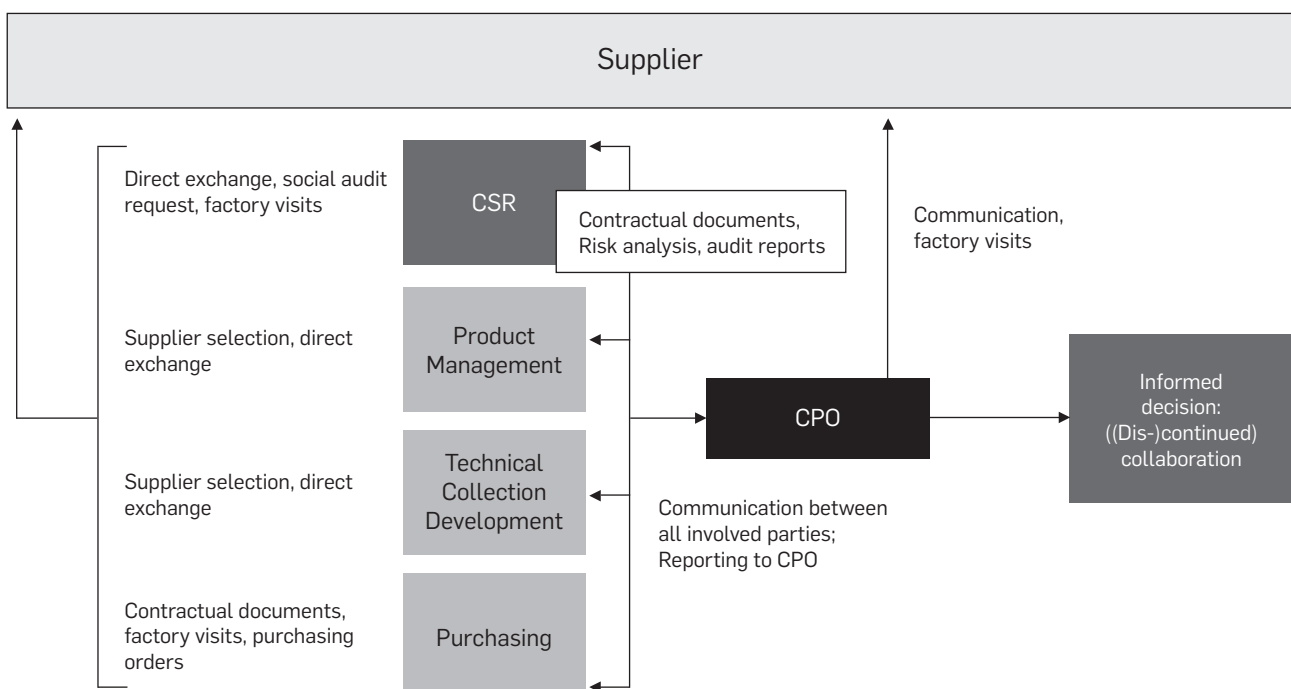 Supplier
Direct exchange, social audit
request, factory visits
CSR
Contractual documents,
Risk analysis, audit reports
Communication,
factory visits
Supplier selection, direct
exchange
Product
Management
CPO
Informed
decision:
((Dis-)continued)
collaboration
Supplier selection, direct
exchange
Technical
Collection
Development
Communication between
all involved parties;
Reporting to CPO
Contractual documents,
factory visits, purchasing
orders
Purchasing